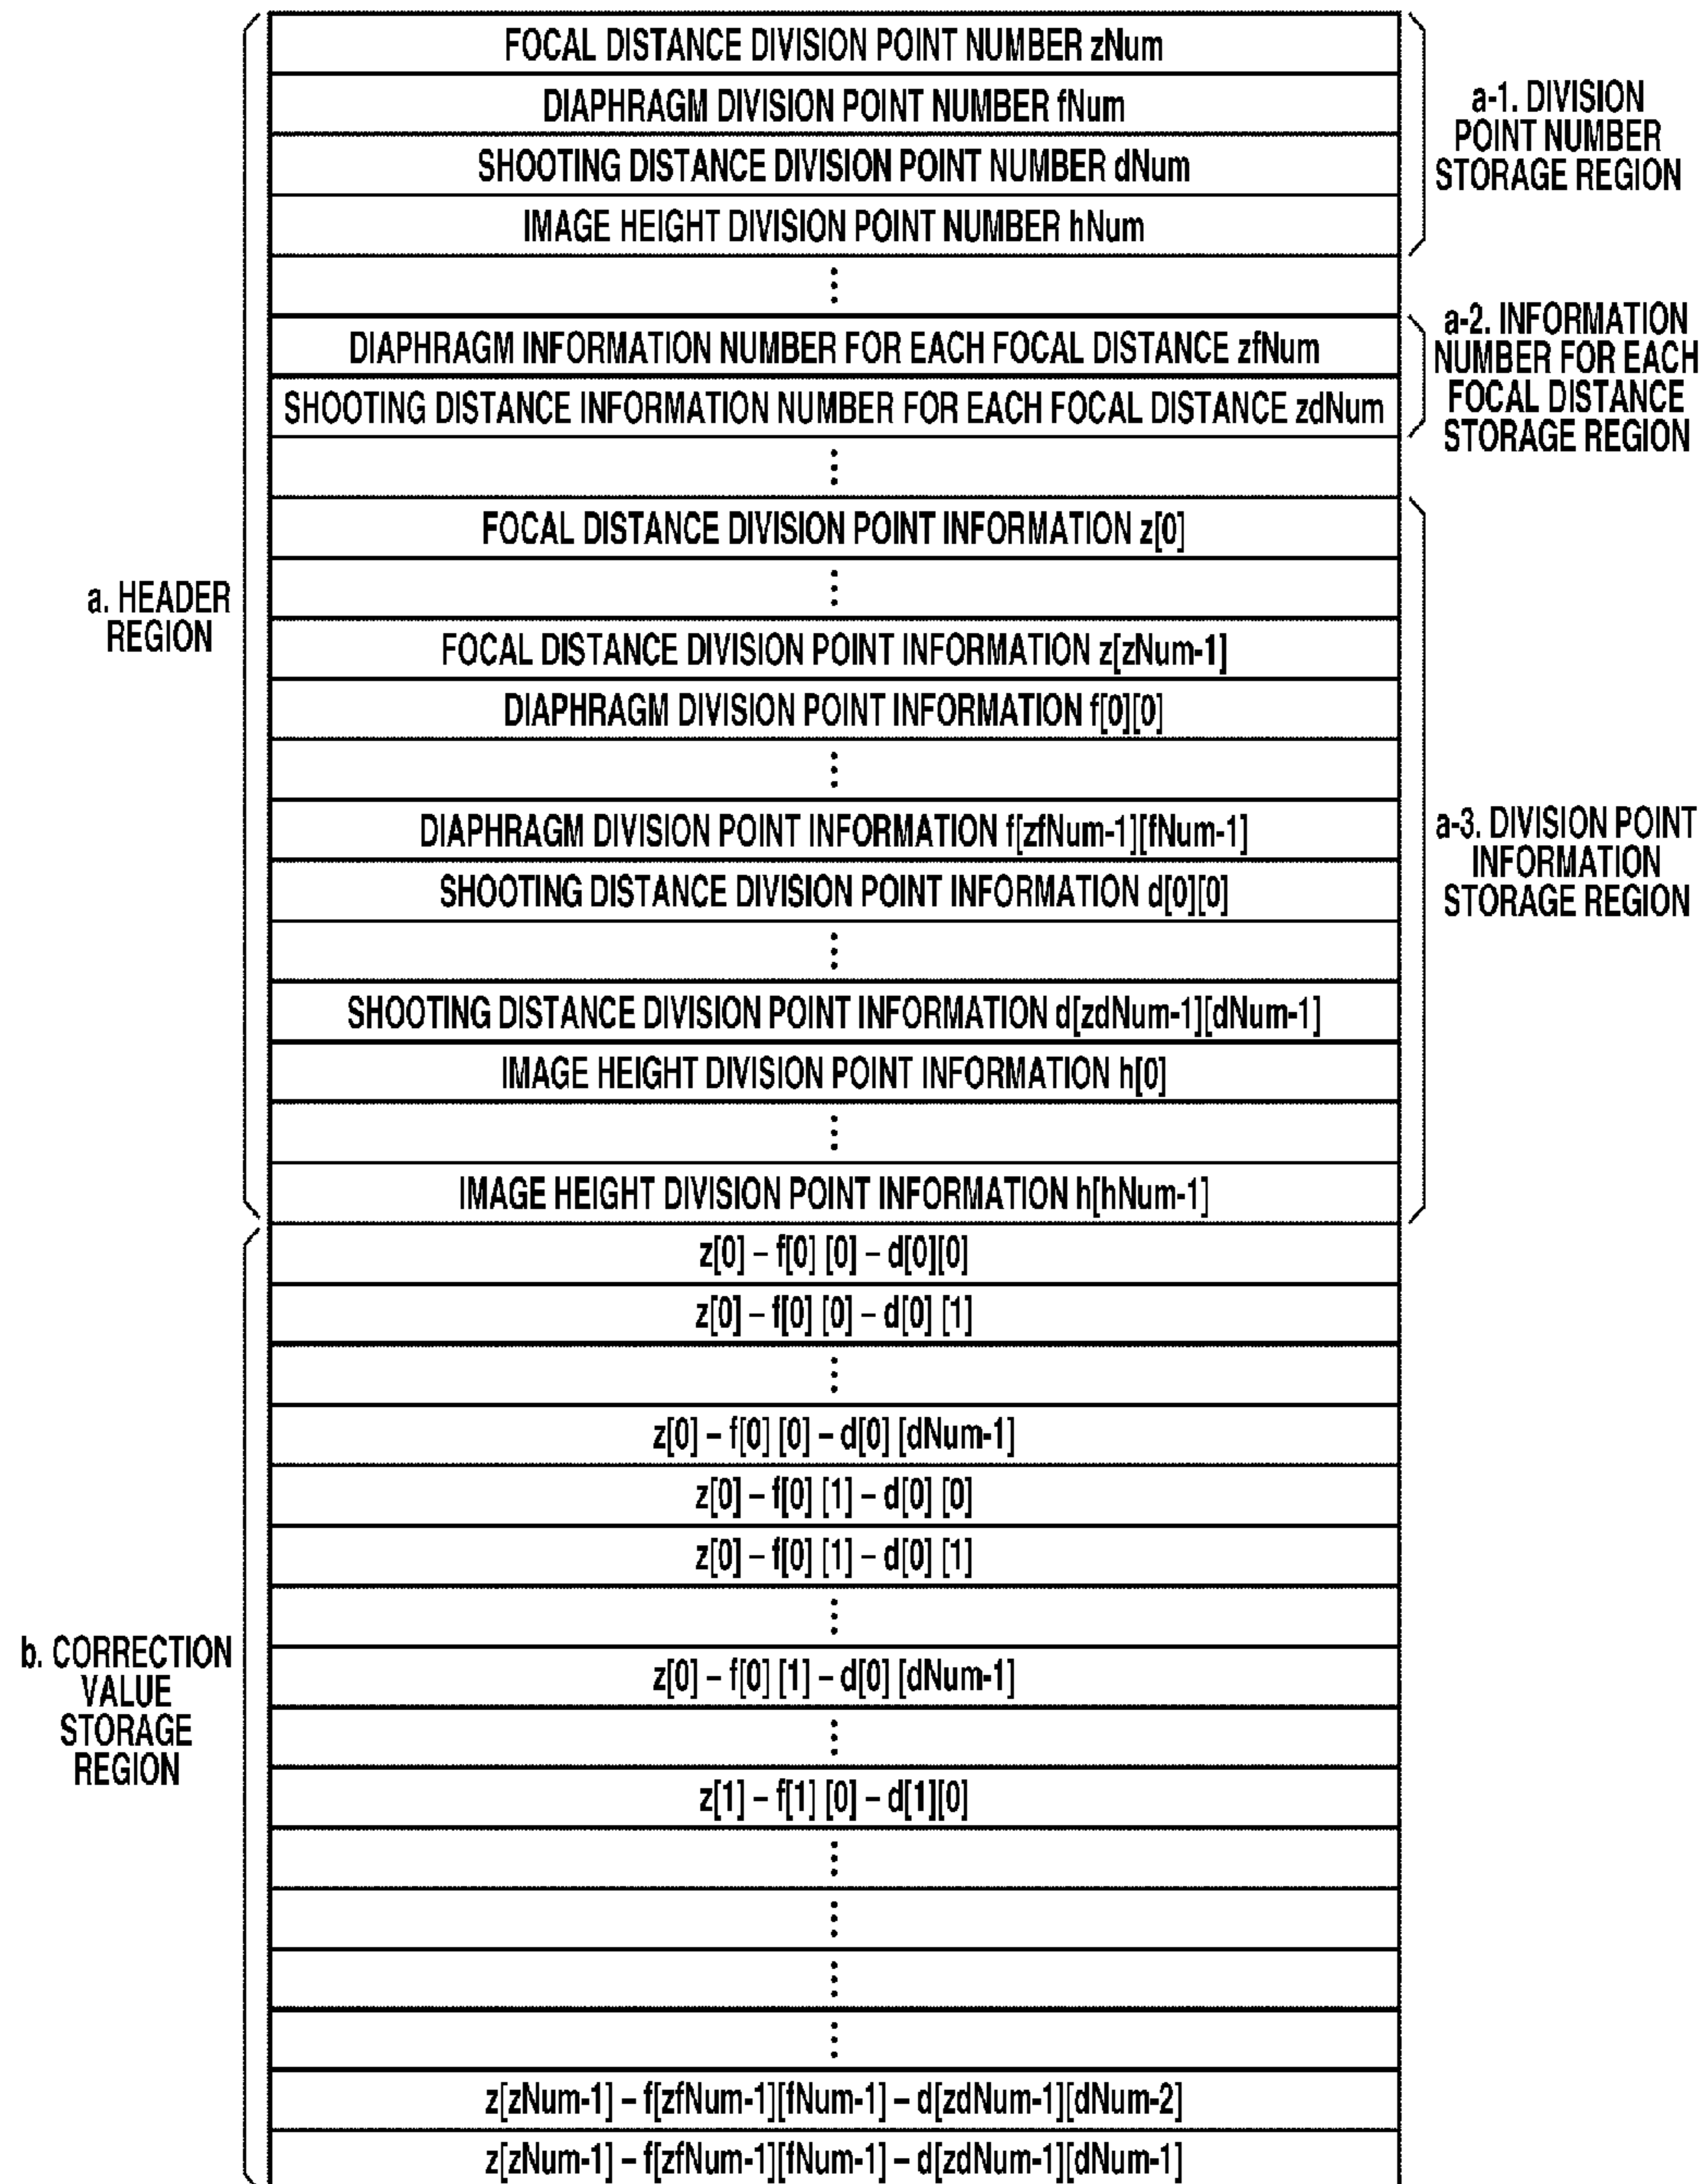 FOCAL DISTANCE DIVISION POINT NUMBER zNum
DIAPHRAGM DIVISION POINT NUMBER fNum
SHOOTING DISTANCE DIVISION POINT NUMBER dNum
IMAGE HEIGHT DIVISION POINT NUMBER hNum
a-1. DIVISION
POINT NUMBER
STORAGE REGION
DIAPHRAGM INFORMATION NUMBER FOR EACH FOCAL DISTANCE zfNum
SHOOTING DISTANCE INFORMATION NUMBER FOR EACH FOCAL DISTANCE zdNum
a-2. INFORMATION
NUMBER FOR EACH
FOCAL DISTANCE
STORAGE REGION
a. HEADER
REGION
FOCAL DISTANCE DIVISION POINT INFORMATION z[0]
FOCAL DISTANCE DIVISION POINT INFORMATION z[zNum-1]
DIAPHRAGM DIVISION POINT INFORMATION f[0][0]
DIAPHRAGM DIVISION POINT INFORMATION f[zfNum-1][fNum-1]
SHOOTING DISTANCE DIVISION POINT INFORMATION d[0][0]
SHOOTING DISTANCE DIVISION POINT INFORMATION d[zdNum-1][dNum-1]
IMAGE HEIGHT DIVISION POINT INFORMATION h[0]
IMAGE HEIGHT DIVISION POINT INFORMATION h[hNum-1]
a-3. DIVISION POINT
INFORMATION
STORAGE REGION
b. CORRECTION
VALUE
STORAGE
REGION
z[0] – f[0] [0] – d[0][0]
z[0] – f[0] [0] – d[0] [1]
z[0] – f[0] [0] – d[0] [dNum-1]
z[0] – f[0] [1] – d[0] [0]
z[0] – f[0] [1] – d[0] [1]
z[0] – f[0] [1] – d[0] [dNum-1]
z[1] – f[1] [0] – d[1][0]
z[zNum-1] – f[zfNum-1][fNum-1] – d[zdNum-1][dNum-2]
z[zNum-1] – f[zfNum-1][fNum-1] – d[zdNum-1][dNum-1]